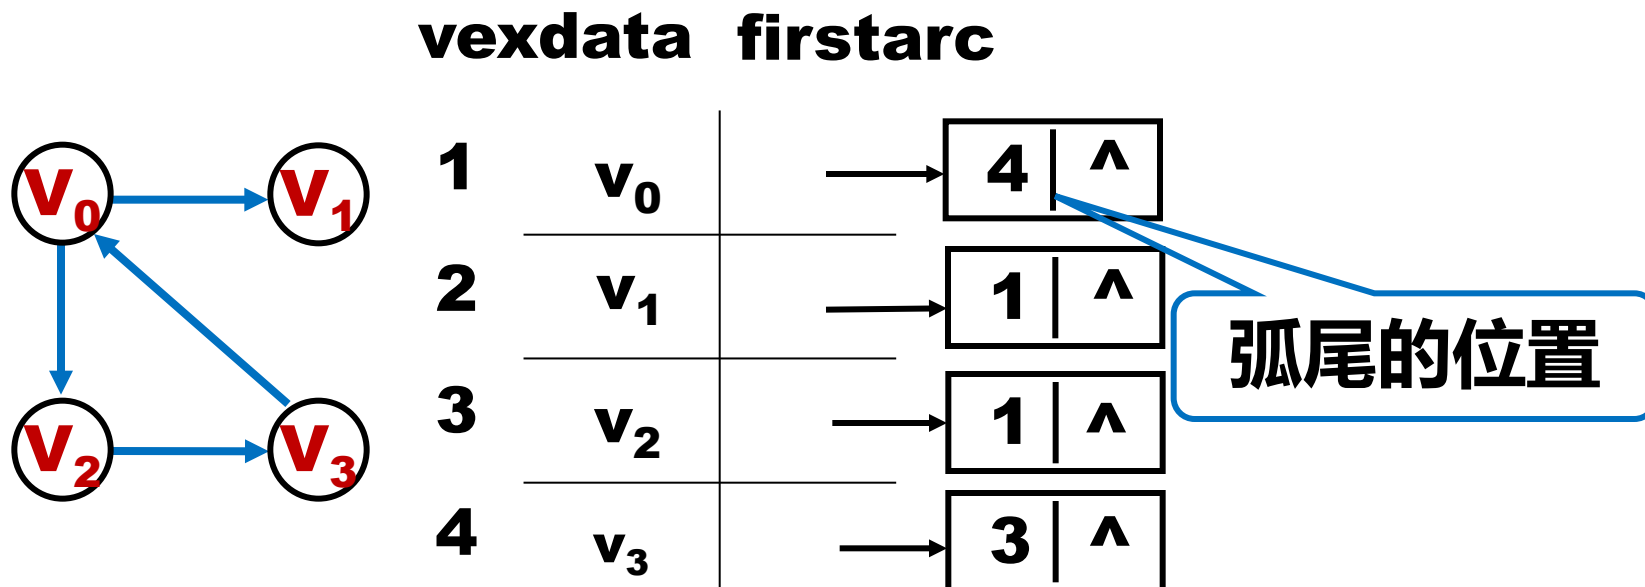 vexdata firstarc
V0 V1
V2 V3
1 v0 4 ^
2 v1 1 ^
3 v2 1 ^
4 v3 3 ^
弧尾的位置